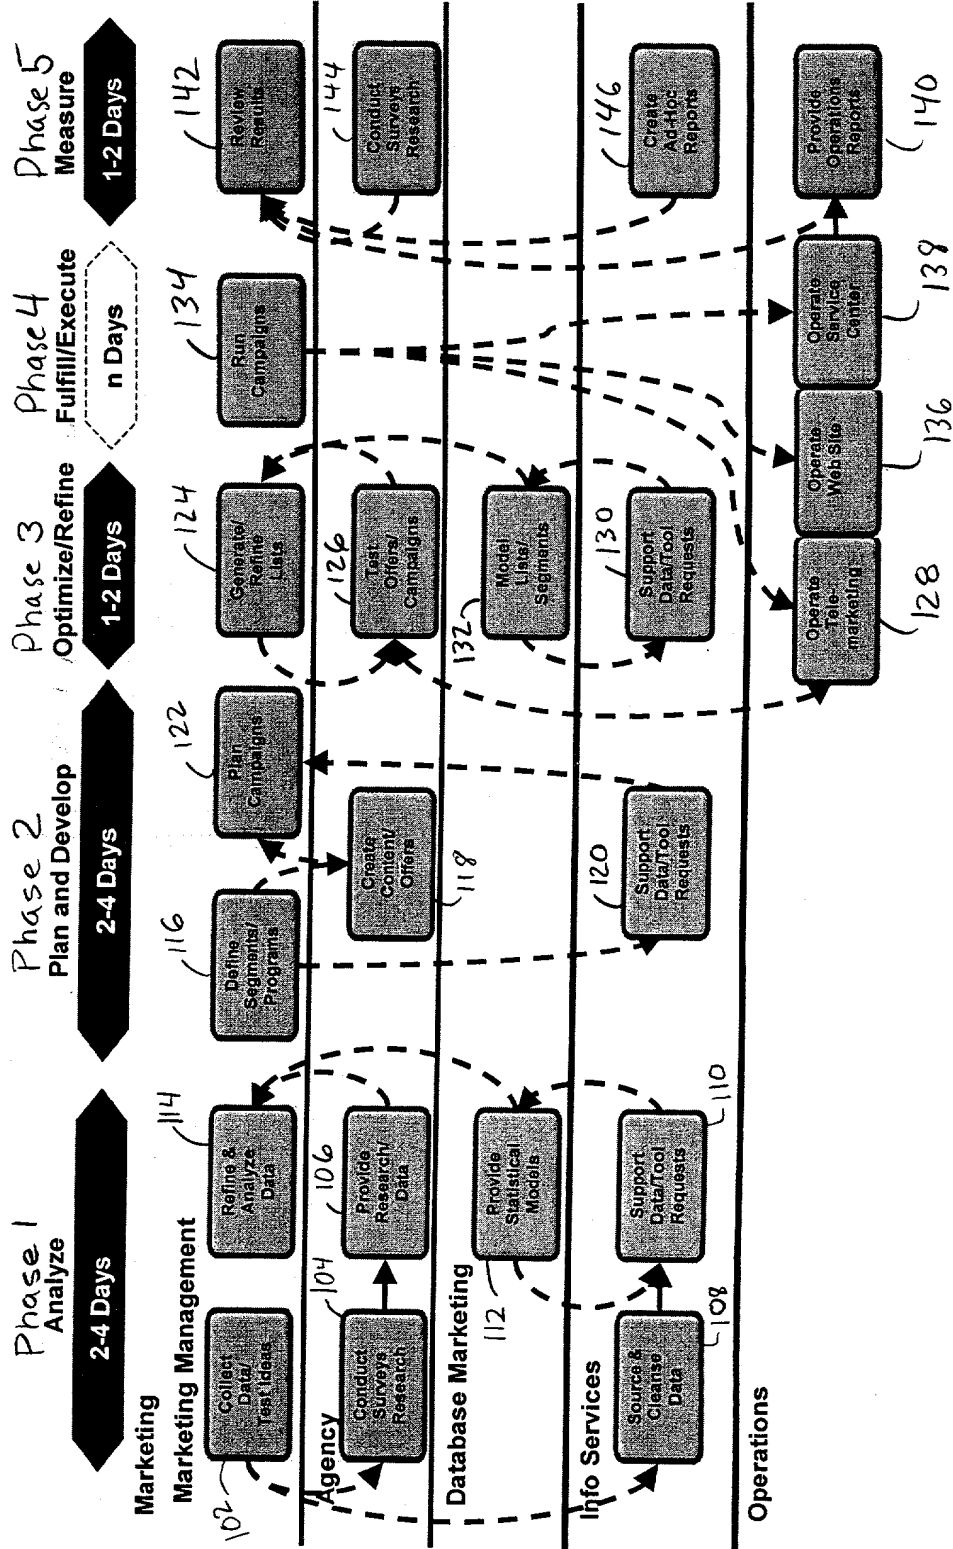 Phase 1
Analyze
2-4 Days
Phase 2
Plan and Develop
2-4 Days
Phase 3
Optimize/Refine
1-2 Days
Phase 4
Fulfill/Execute
n Days
Phase 5
Measure
1-2 Days
Marketing
Marketing Management
102
Collect
Data/
Test Ideas
114
Refine &
Analyze
Data
116
Define
Segments/
Programs
122
Plan
Campaigns
124
Generate/
Refine
Lists
134
Run
Campaigns
142
Review
Results
Agency
104
Conduct
Surveys
Research
106
Provide
Research/
Data
118
Create
Content/
Offers
126
Test
Offers/
Campaigns
144
Conduct
Surveys
Research
Database Marketing
112
Provide
Statistical
Models
132
Model
Lists/
Segments
Info Services
108
Source &
Cleanse
Data
110
Support
Data/Tool
Requests
120
Support
Data/Tool
Requests
130
Support
Data/Tool
Requests
146
Create
Ad-Hoc
Reports
Operations
128
Operate
Tele-
marketing
136
Operate
Web Site
138
Operate
Service
Center
140
Provide
Operations
Reports